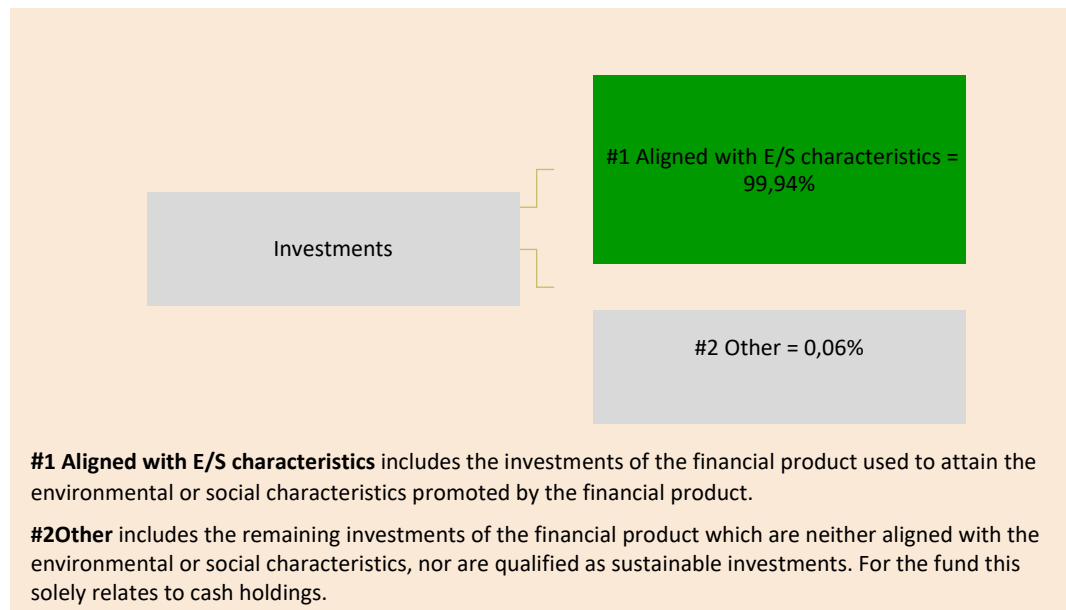 #1 Aligned with E/S characteristics =
99,94%
Investments
#2 Other = 0,06%
#1 Aligned with E/S characteristics includes the investments of the financial product used to attain the
environmental or social characteristics promoted by the financial product.
#2Other includes the remaining investments of the financial product which are neither aligned with the
environmental or social characteristics, nor are qualified as sustainable investments. For the fund this
solely relates to cash holdings.